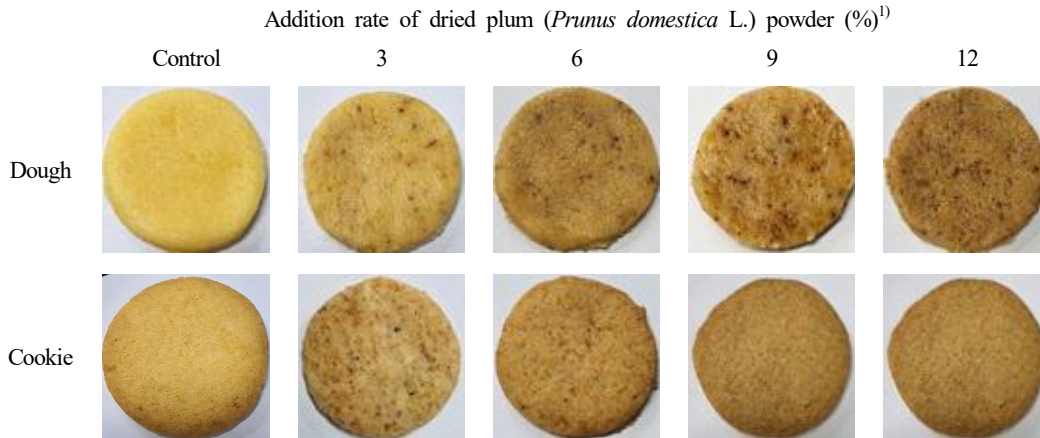 Addition rate of dried plum (Prunus domestica L.) powder (%)1)
Control 3 6 9 12
Dough
Cookie